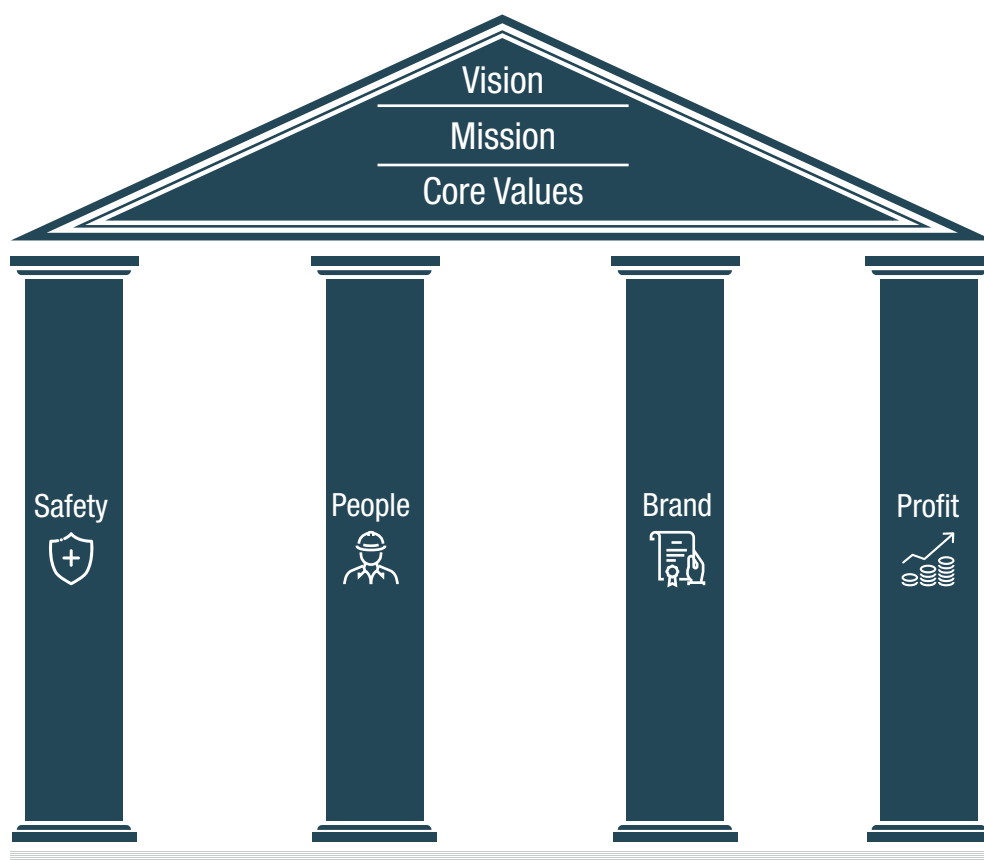 Vision
Mission
Core Values
Safety
People
Brand
Profit